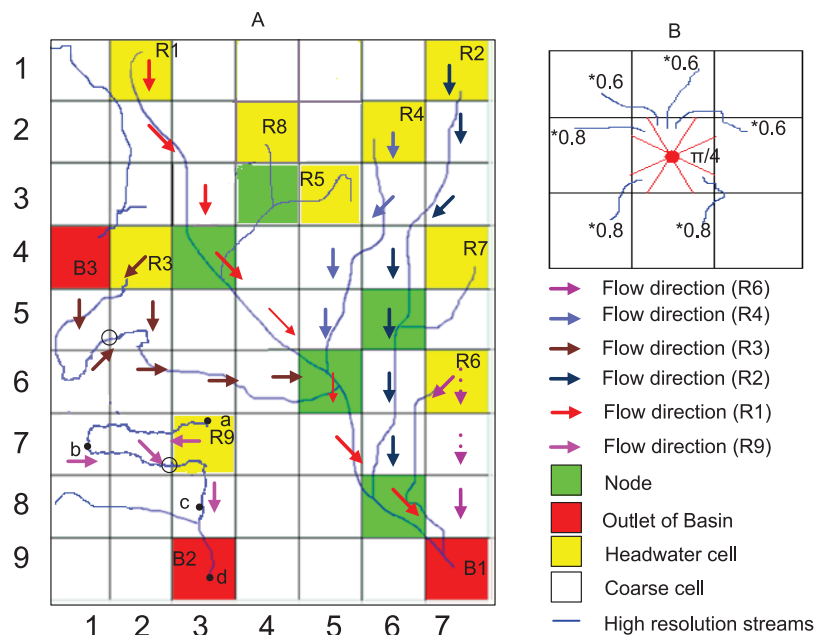 A
B
R1
R2
1
*0.6
*0.6
R8
R4
2
*0.8
*0.6
π/4
R5
3
*0.8
*0.8
B3
R3
R7
4
Flow direction (R6)
5
Flow direction (R4)
Flow direction (R3)
R6
6
Flow direction (R2)
Flow direction (R1)
a
R9
b
7
Flow direction (R9)
Node
c
8
Outlet of Basin
B2
B1
9
Headwater cell
d
Coarse cell
1 2 3 4 5 6 7
High resolution streams